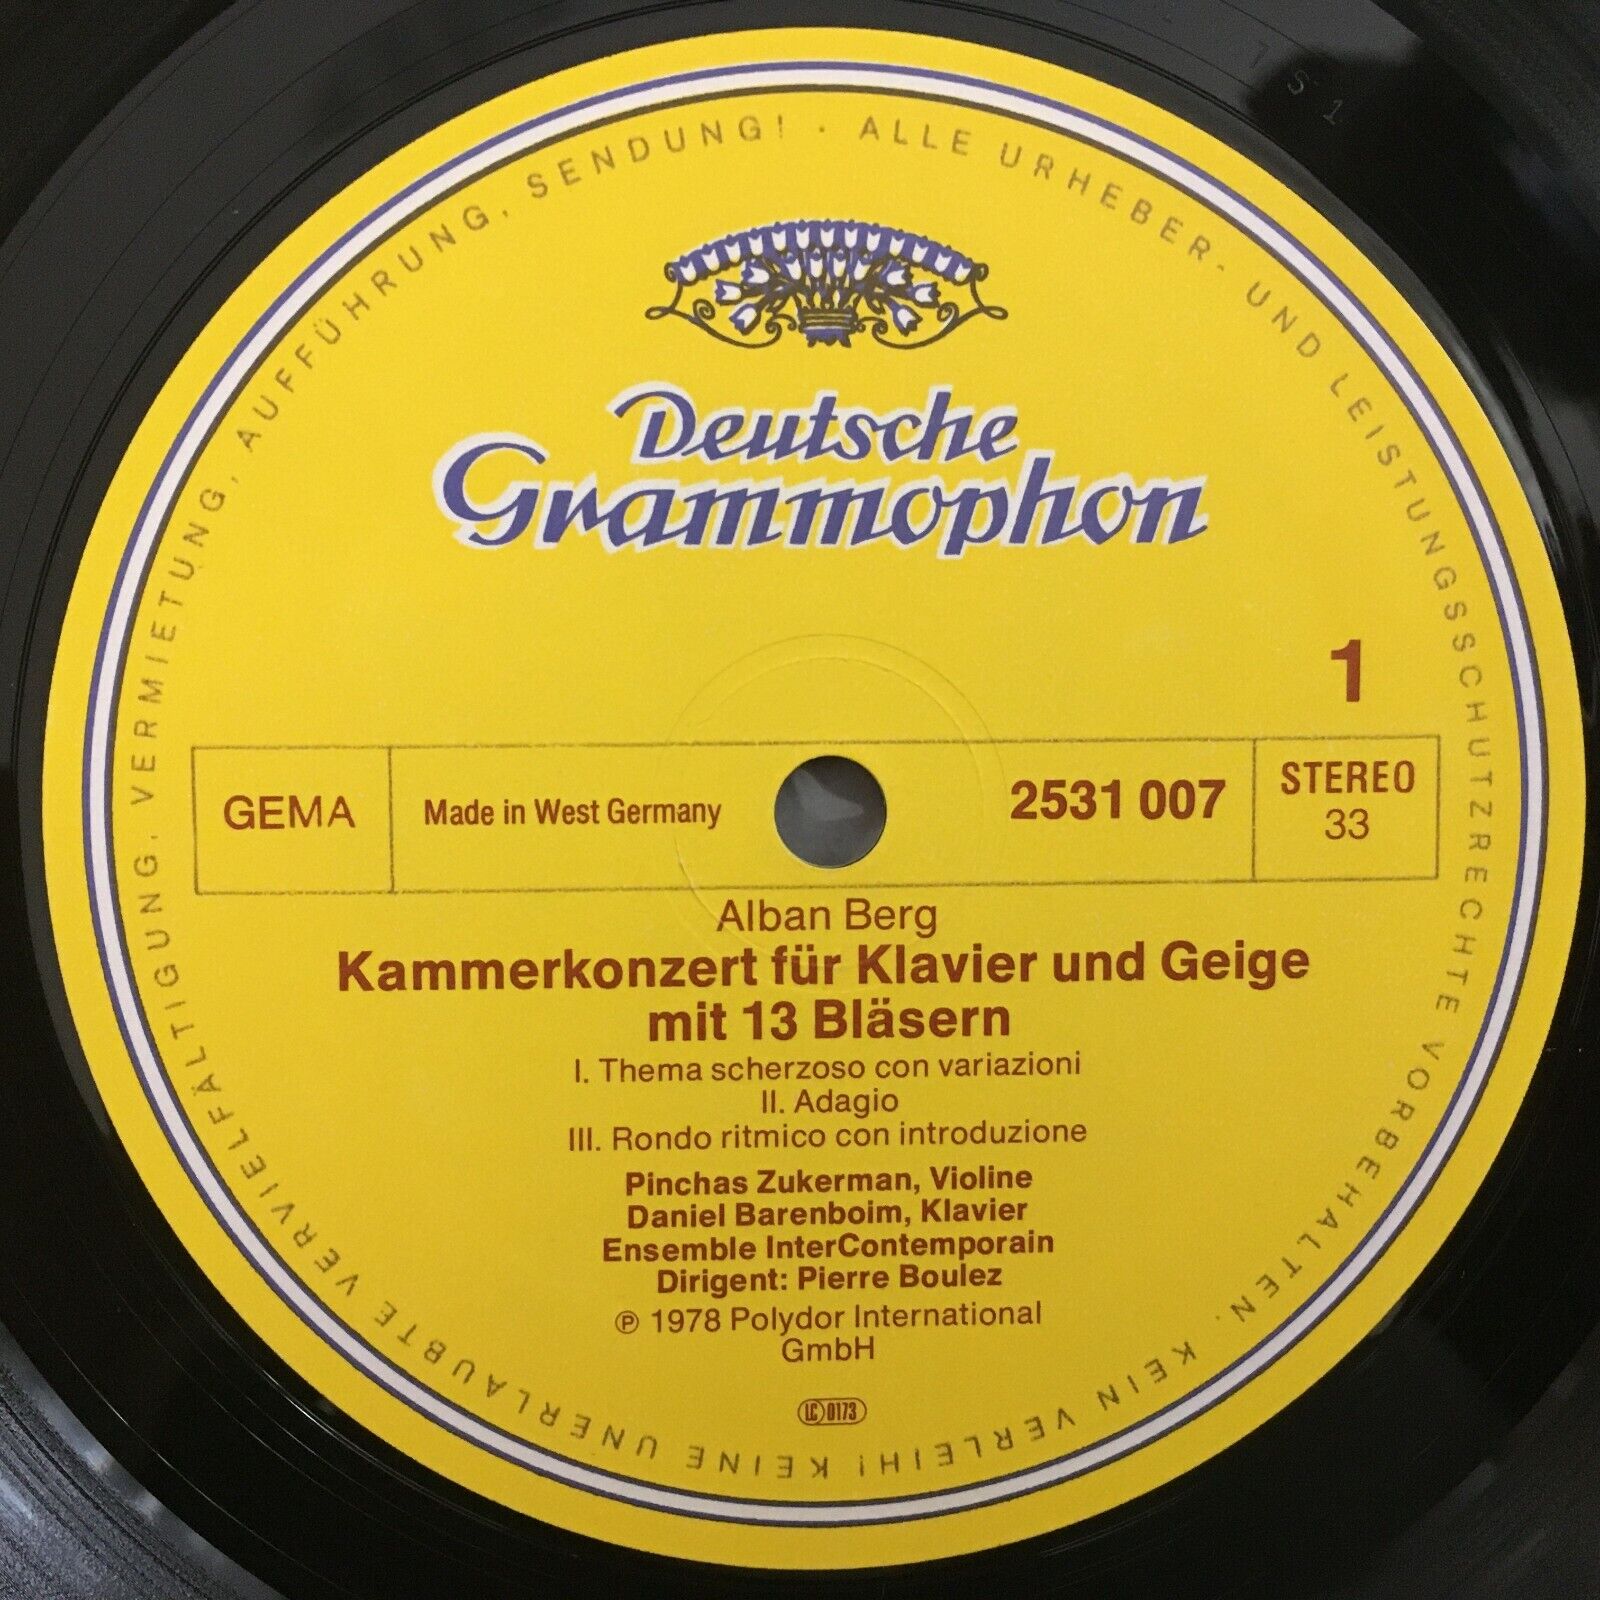 ALLE URHEBER- UND LEISTUNGSSCHUTZRECHTE VORBEHALTEN. KEIN VERLEIH! KEINE UNERLAUBTE VERVIELFÄLTIGUNG, VERMIETUNG, AUFFÜHRUNG, SENDUNG! ·
Deutsche
Grammophon
1
GEMA
Made in West Germany
2531 007
STEREO
33
Alban Berg
Kammerkonzert für Klavier und Geige
mit 13 Bläsern
I. Thema scherzoso con variazioni
II. Adagio
III. Rondo ritmico con introduzione
Pinchas Zukerman, Violine
Daniel Barenboim, Klavier
Ensemble InterContemporain
Dirigent: Pierre Boulez
℗ 1978 Polydor International
GmbH
LC 0173